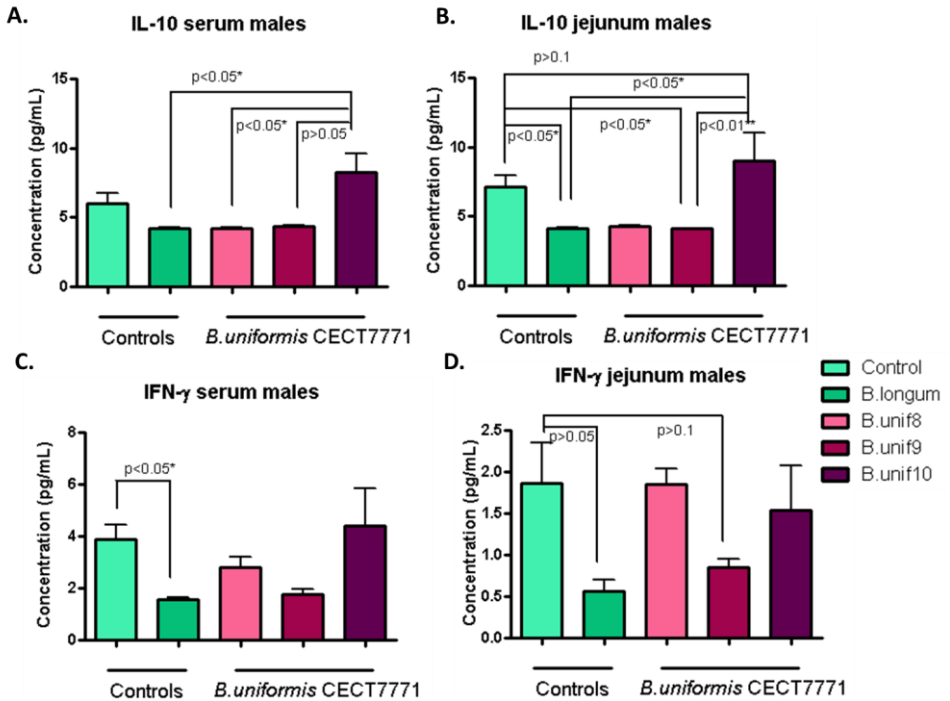 A.
IL-10 serum males
Concentration (pg/mL)
15
10
5
0
p<0.05*
p<0.05*
p>0.05
Controls
B.uniformis CECT7771
B.
IL-10 jejunum males
Concentration (pg/mL)
15
10
5
0
p>0.1
p<0.05*
p<0.05*
p<0.05*
p<0.01**
Controls
B.uniformis CECT7771
C.
IFN-γ serum males
Concentration (pg/mL)
8
6
4
2
0
p<0.05*
Controls
B.uniformis CECT7771
D.
IFN-γ jejunum males
Concentration (pg/mL)
2.5
2.0
1.5
1.0
0.5
0.0
p>0.05
p>0.1
Controls
B.uniformis CECT7771
Control
B.longum
B.unif8
B.unif9
B.unif10